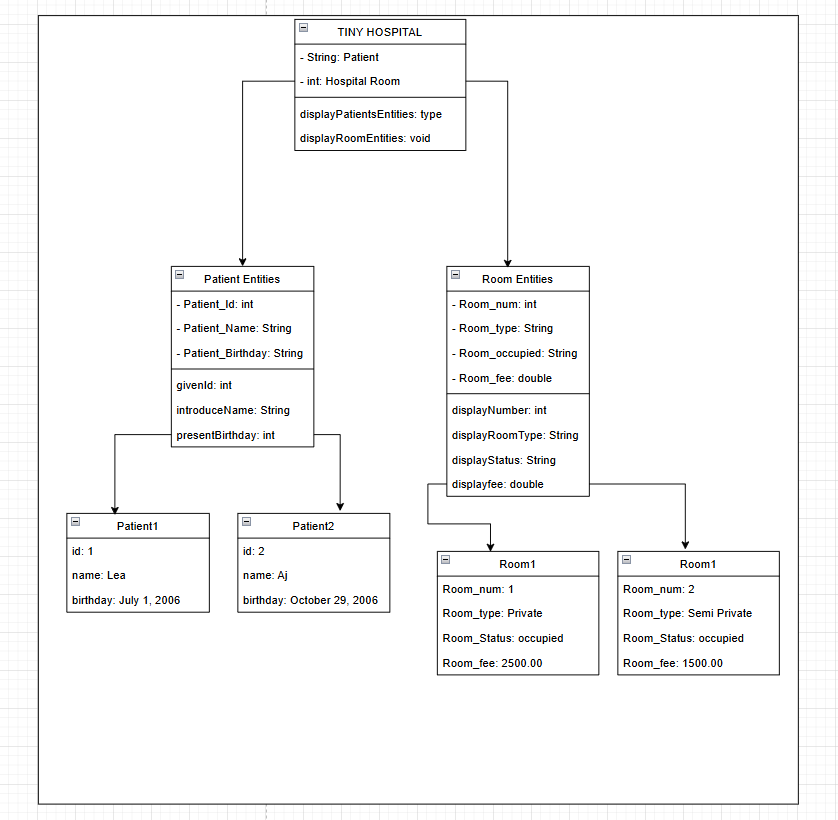 TINY HOSPITAL
- String: Patient
- int: Hospital Room
displayPatientsEntities: type
displayRoomEntities: void
Patient Entities
- Patient_Id: int
- Patient_Name: String
- Patient_Birthday: String
givenId: int
introduceName: String
presentBirthday: int
Room Entities
- Room_num: int
- Room_type: String
- Room_occupied: String
- Room_fee: double
displayNumber: int
displayRoomType: String
displayStatus: String
displayfee: double
Patient1
id: 1
name: Lea
birthday: July 1, 2006
Patient2
id: 2
name: Aj
birthday: October 29, 2006
Room1
Room_num: 1
Room_type: Private
Room_Status: occupied
Room_fee: 2500.00
Room1
Room_num: 2
Room_type: Semi Private
Room_Status: occupied
Room_fee: 1500.00